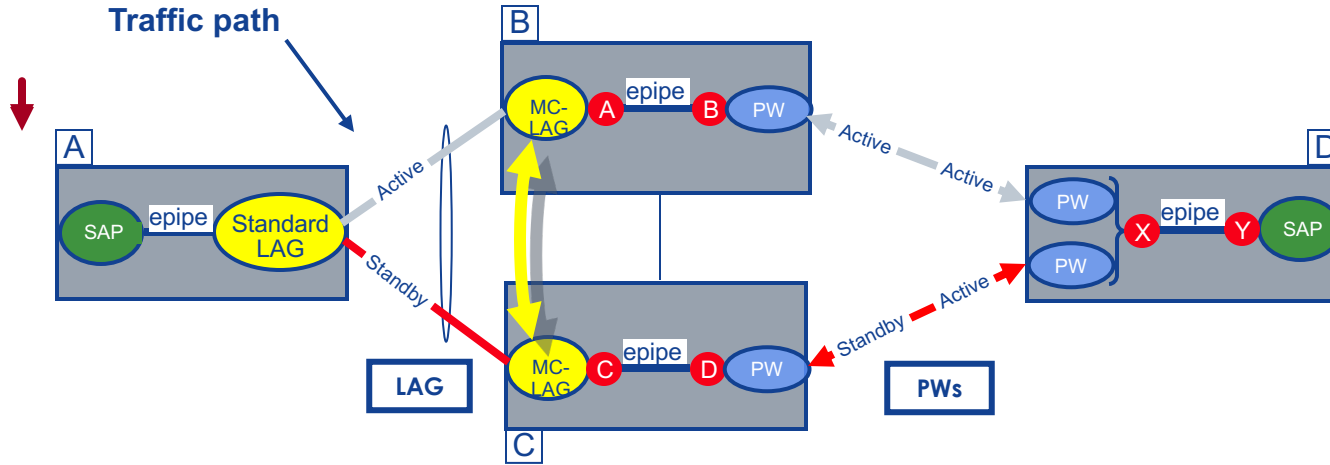 Traffic path
B
MC-
LAG
A
epipe
B
PW
Active
Active
Active
A
SAP
epipe
Standard
LAG
Standby
D
PW
PW
X
epipe
Y
SAP
Active
Standby
MC-
LAG
C
epipe
D
PW
C
LAG
PWs